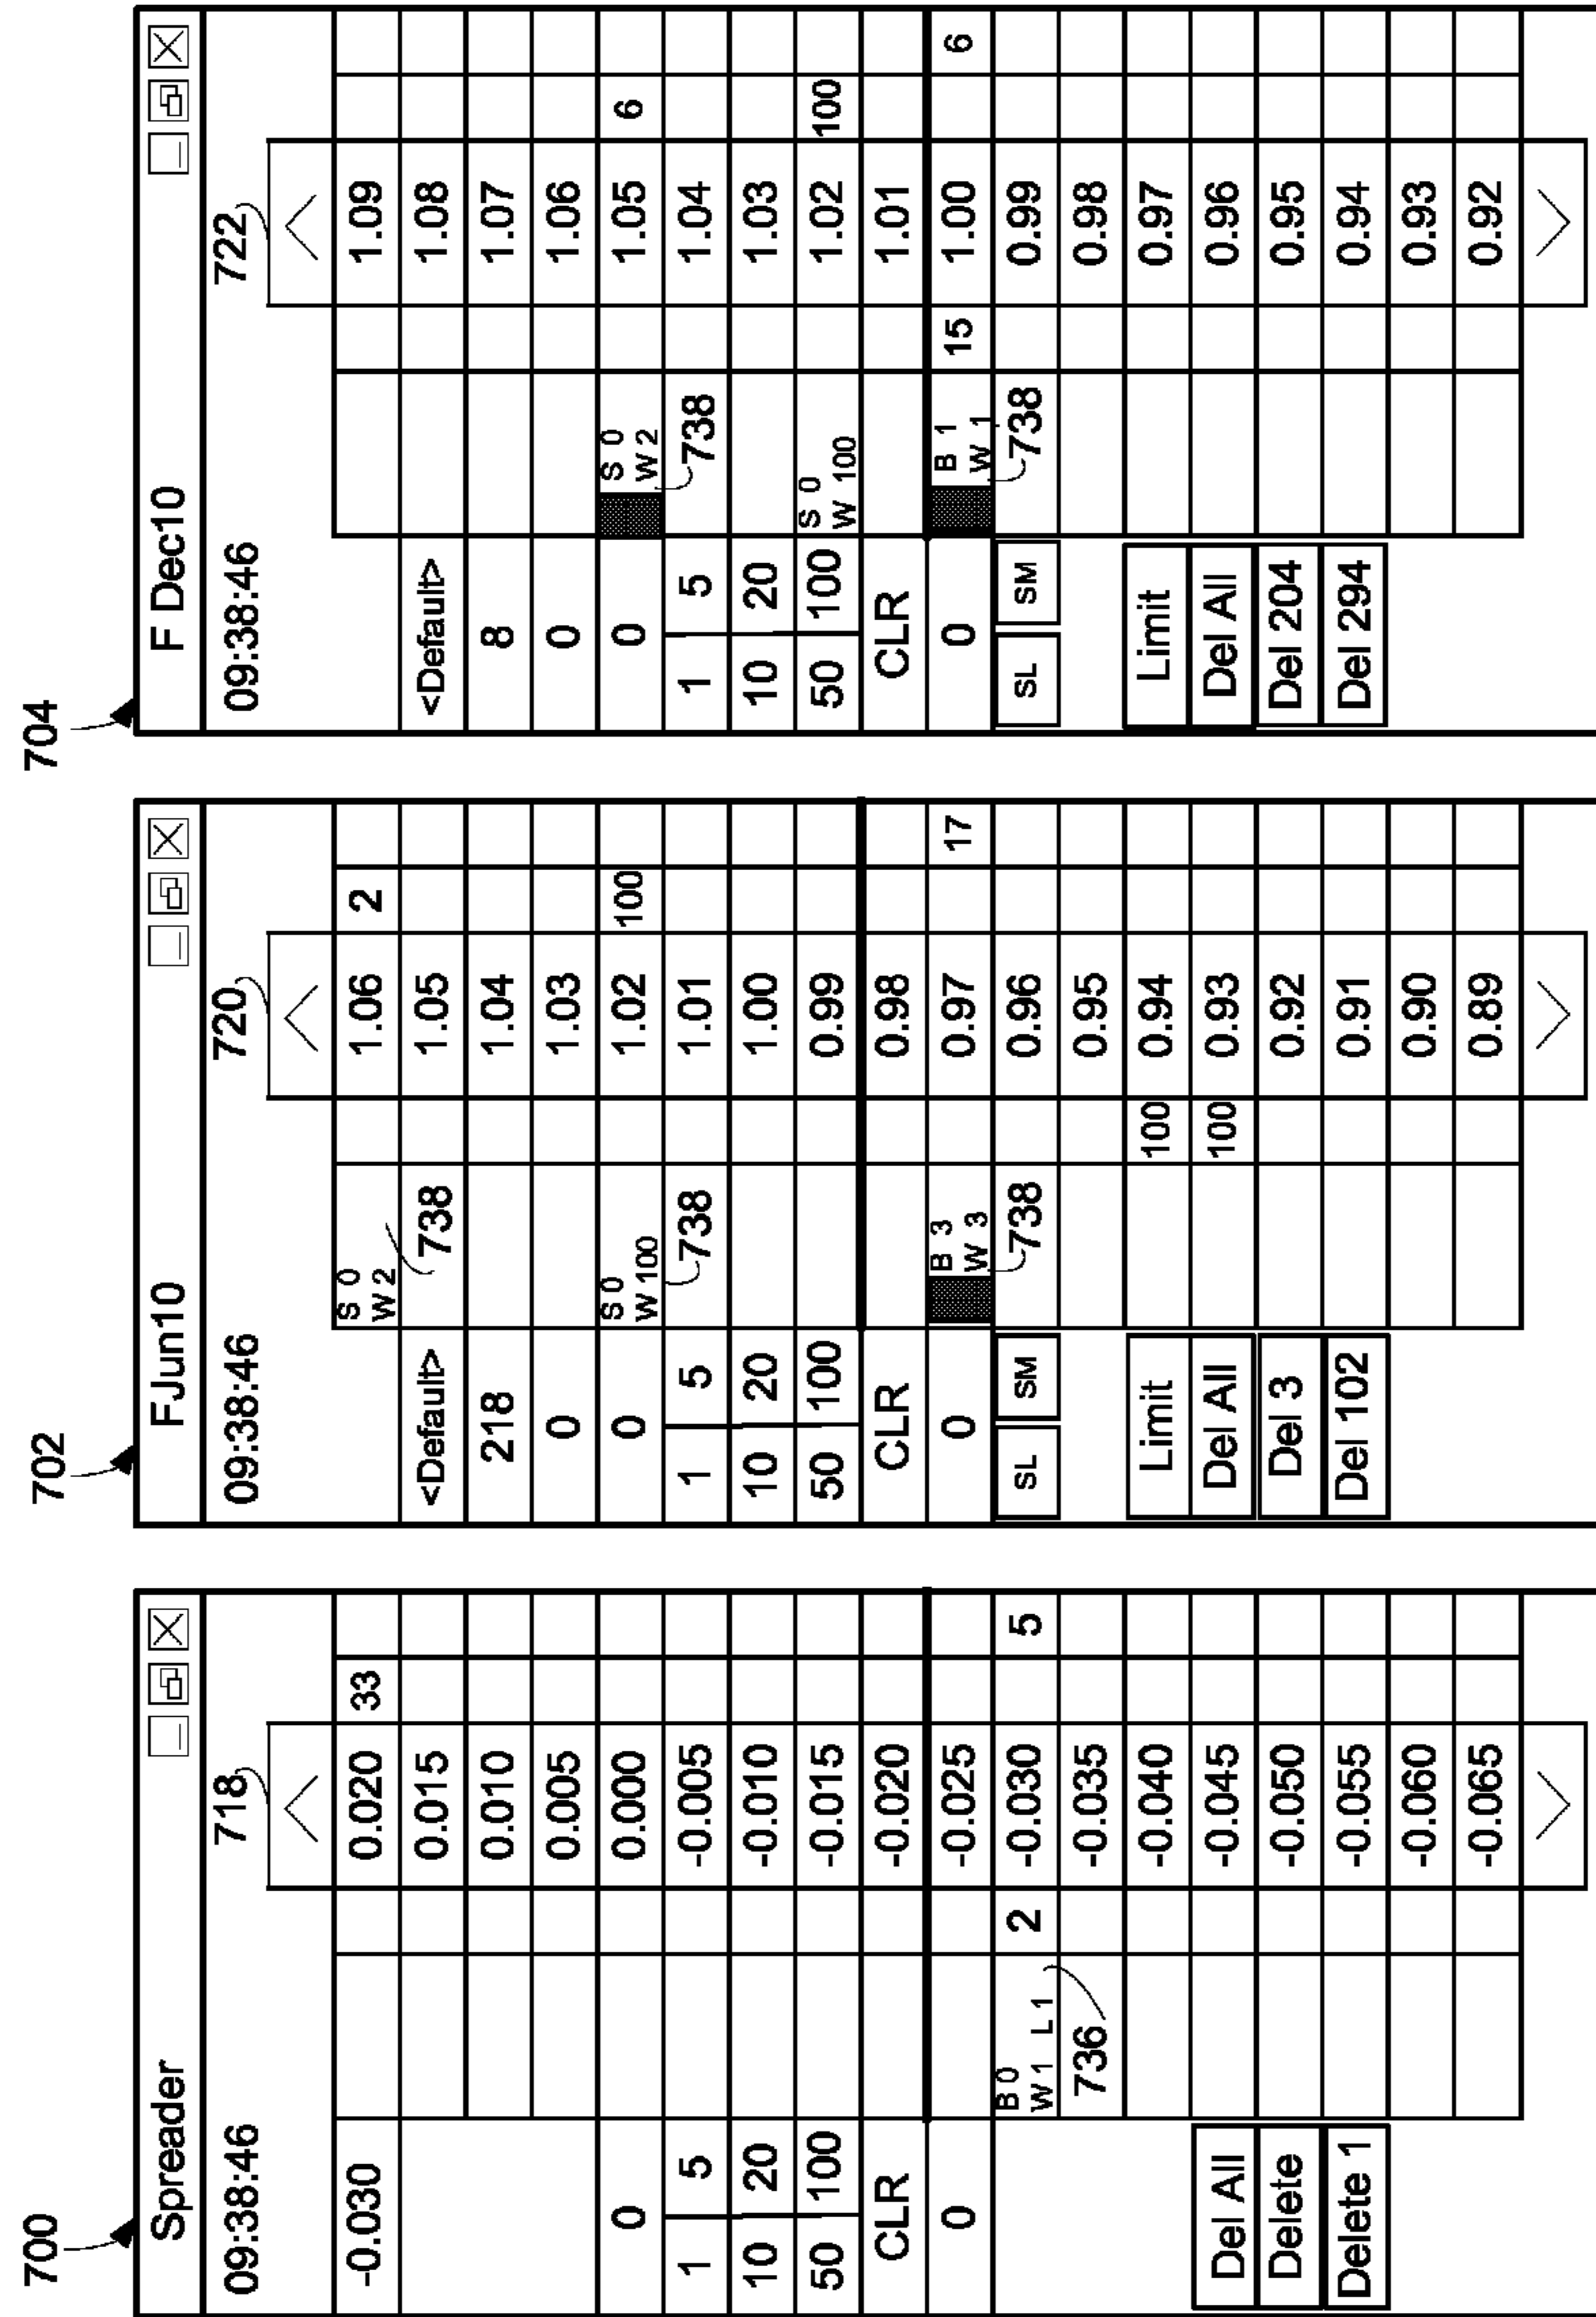 700
Spreader
09:38:46
718
-0.030 0.020 33
0.015
0.010
0.005
0 0.000
1 5 -0.005
10 20 -0.010
50 100 -0.015
CLR -0.020
0 -0.025
B 0
W 1 L 1 2 -0.030 5
736 -0.035
-0.040
Del All -0.045
Delete -0.050
Delete 1 -0.055
-0.060
-0.065
702
FJun10
09:38:46
720
S 0
W 2 1.06 2
<Default> 738 1.05
218 1.04
0 1.03
0 S 0
W 100 1.02 100
1 5 738 1.01
10 20 1.00
50 100 0.99
CLR 0.98
0 B 3
W 3 0.97 17
SL SM 738 0.96
0.95
Limit 100 0.94
Del All 100 0.93
Del 3 0.92
Del 102 0.91
0.90
0.89
704
F Dec10
09:38:46
722
1.09
<Default> 1.08
8 1.07
0 1.06
0 S 0
W 2 1.05 6
1 5 738 1.04
10 20 1.03
50 100 S 0
W 100 1.02 100
CLR 1.01
0 B 1
W 1 15 1.00 6
SL SM 738 0.99
0.98
Limit 0.97
Del All 0.96
Del 204 0.95
Del 294 0.94
0.93
0.92